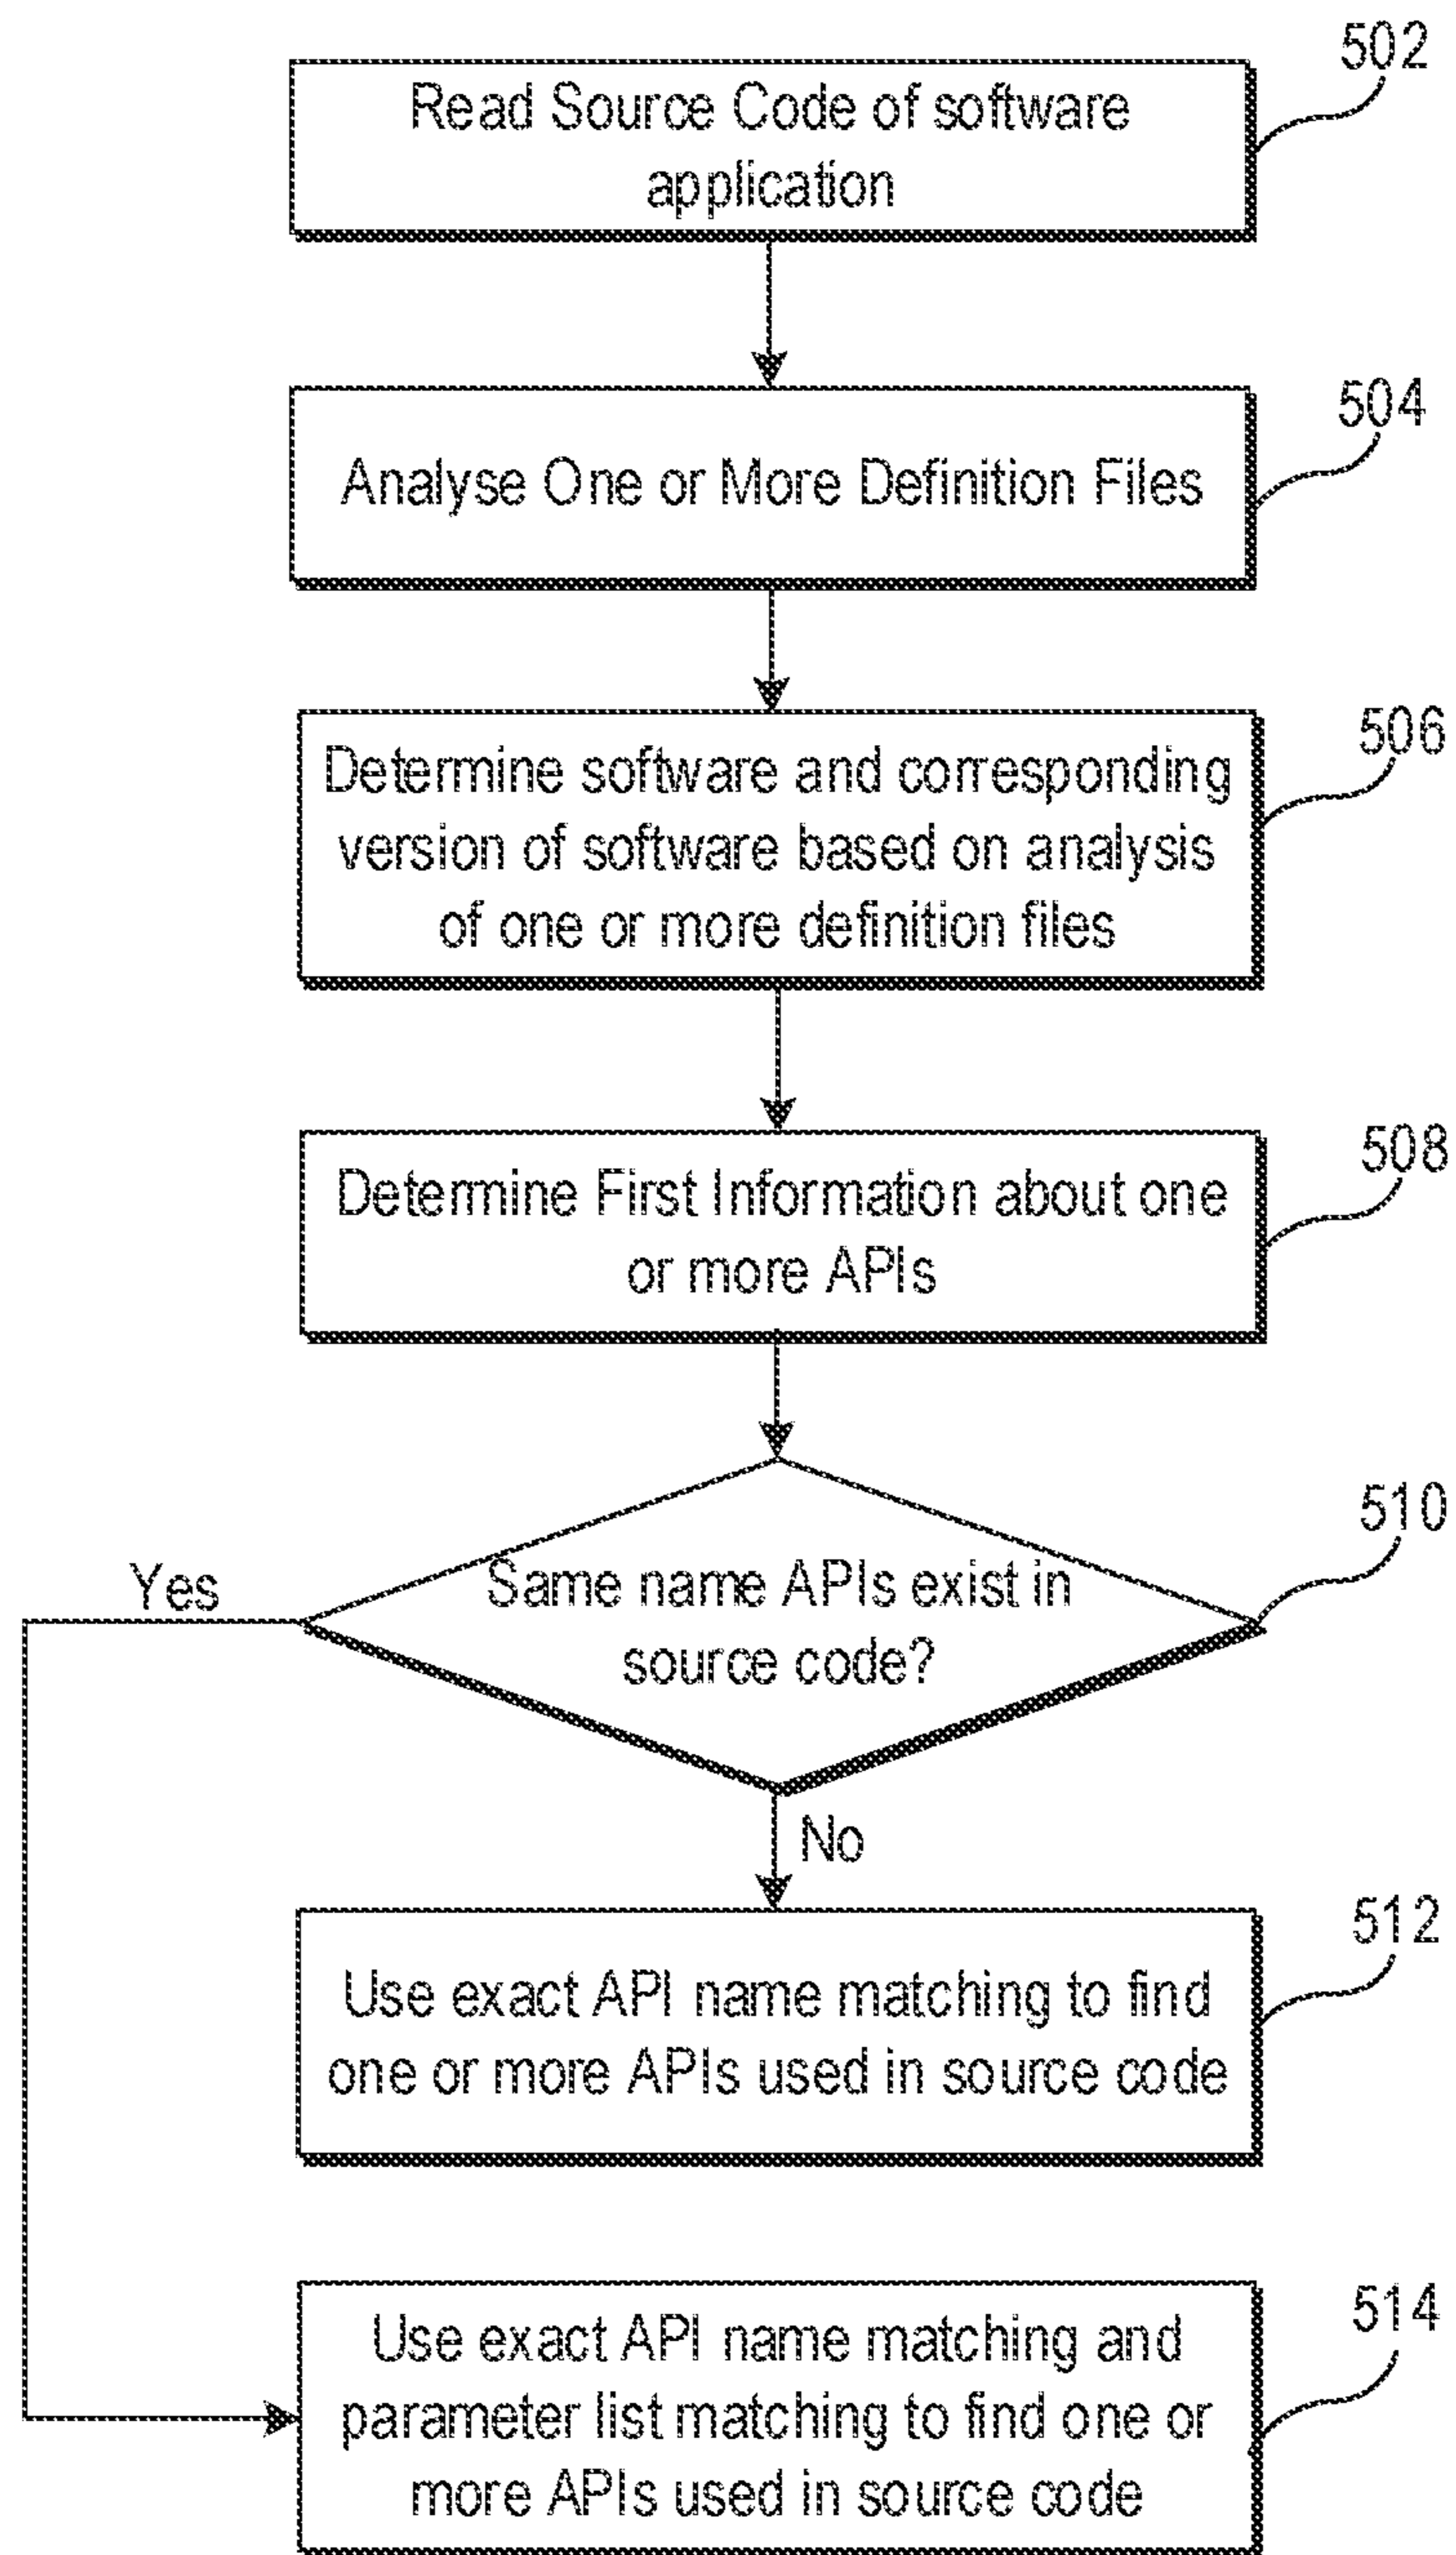 502
Read Source Code of software
application
504
Analyse One or More Definition Files
506
Determine software and corresponding
version of software based on analysis
of one or more definition files
508
Determine First Information about one
or more APIs
510
Same name APIs exist in
source code?
Yes
No
512
Use exact API name matching to find
one or more APIs used in source code
514
Use exact API name matching and
parameter list matching to find one or
more APIs used in source code